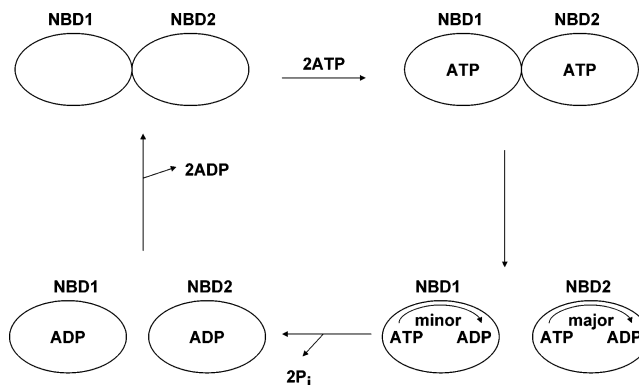 NBD1 NBD2 NBD1 NBD2
2ATP
ATP ATP
2ADP
NBD1 NBD2 NBD1 NBD2
minor major
ADP ADP ATP ADP ATP ADP
2Pi